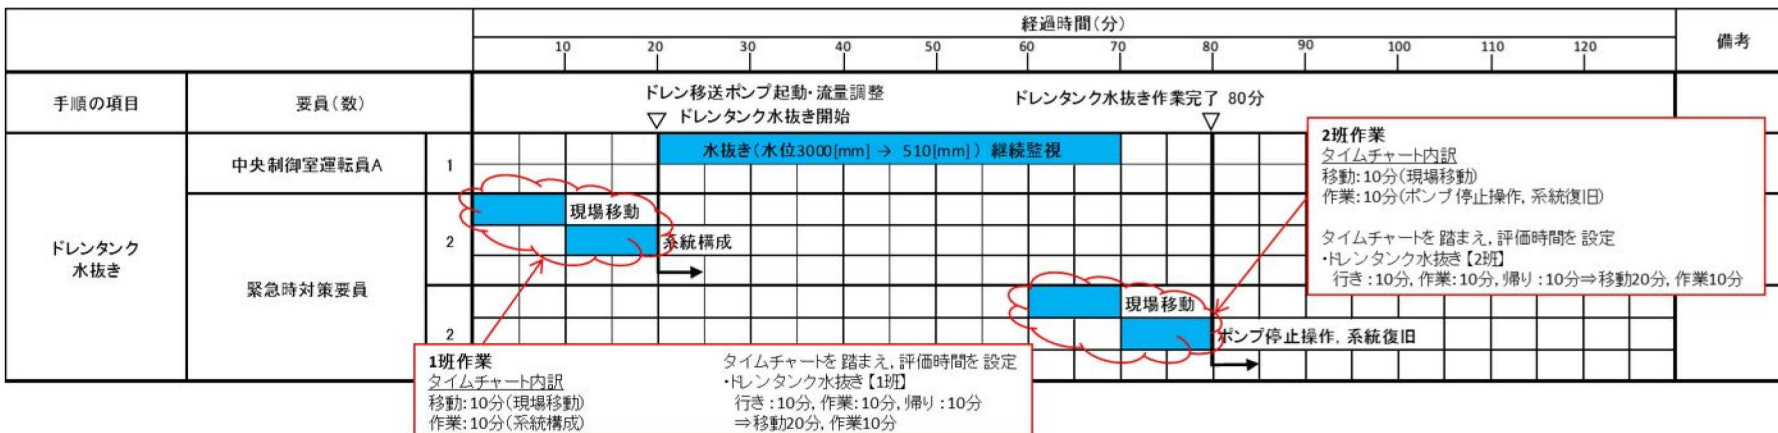 経過時間(分)
備考
10 20 30 40 50 60 70 80 90 100 110 120
手順の項目
要員(数)
ドレン移送ポンプ起動・流量調整
ドレンタンク水抜き開始
ドレンタンク水抜き作業完了 80分
ドレンタンク
水抜き
中央制御室運転員A
1
水抜き(水位3000[mm] → 510[mm]) 継続監視
緊急時対策要員
2
現場移動
系統構成
2
現場移動
ポンプ停止操作, 系統復旧
2班作業
タイムチャート内訳
移動:10分(現場移動)
作業:10分(ポンプ停止操作, 系統復旧)
タイムチャートを踏まえ, 評価時間を設定
・ドレンタンク水抜き【2班】
行き:10分, 作業:10分, 帰り:10分⇒移動20分, 作業10分
1班作業
タイムチャート内訳
移動:10分(現場移動)
作業:10分(系統構成)
タイムチャートを踏まえ, 評価時間を設定
・ドレンタンク水抜き【1班】
行き:10分, 作業:10分, 帰り:10分
⇒移動20分, 作業10分